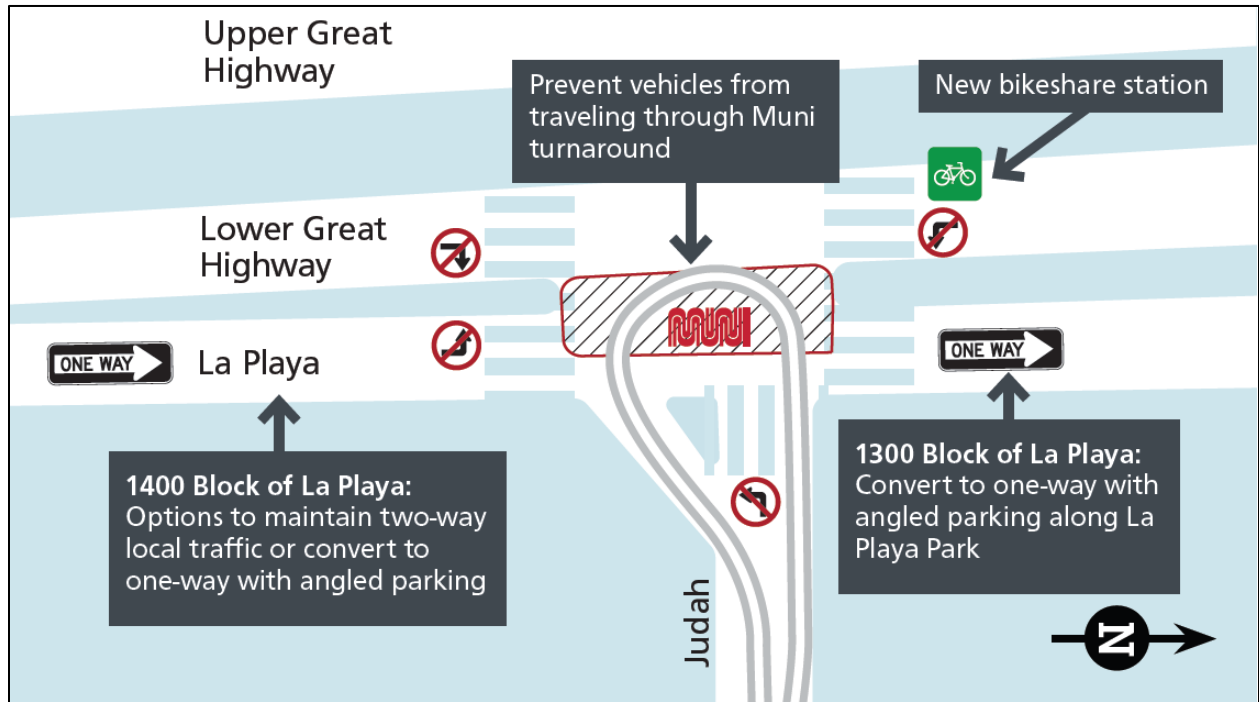 Upper Great
Highway
Prevent vehicles from
traveling through Muni
turnaround
New bikeshare station
Lower Great
Highway
muni
ONE WAY
La Playa
ONE WAY
1400 Block of La Playa:
Options to maintain two-way
local traffic or convert to
one-way with angled parking
1300 Block of La Playa:
Convert to one-way with
angled parking along La
Playa Park
Judah
N